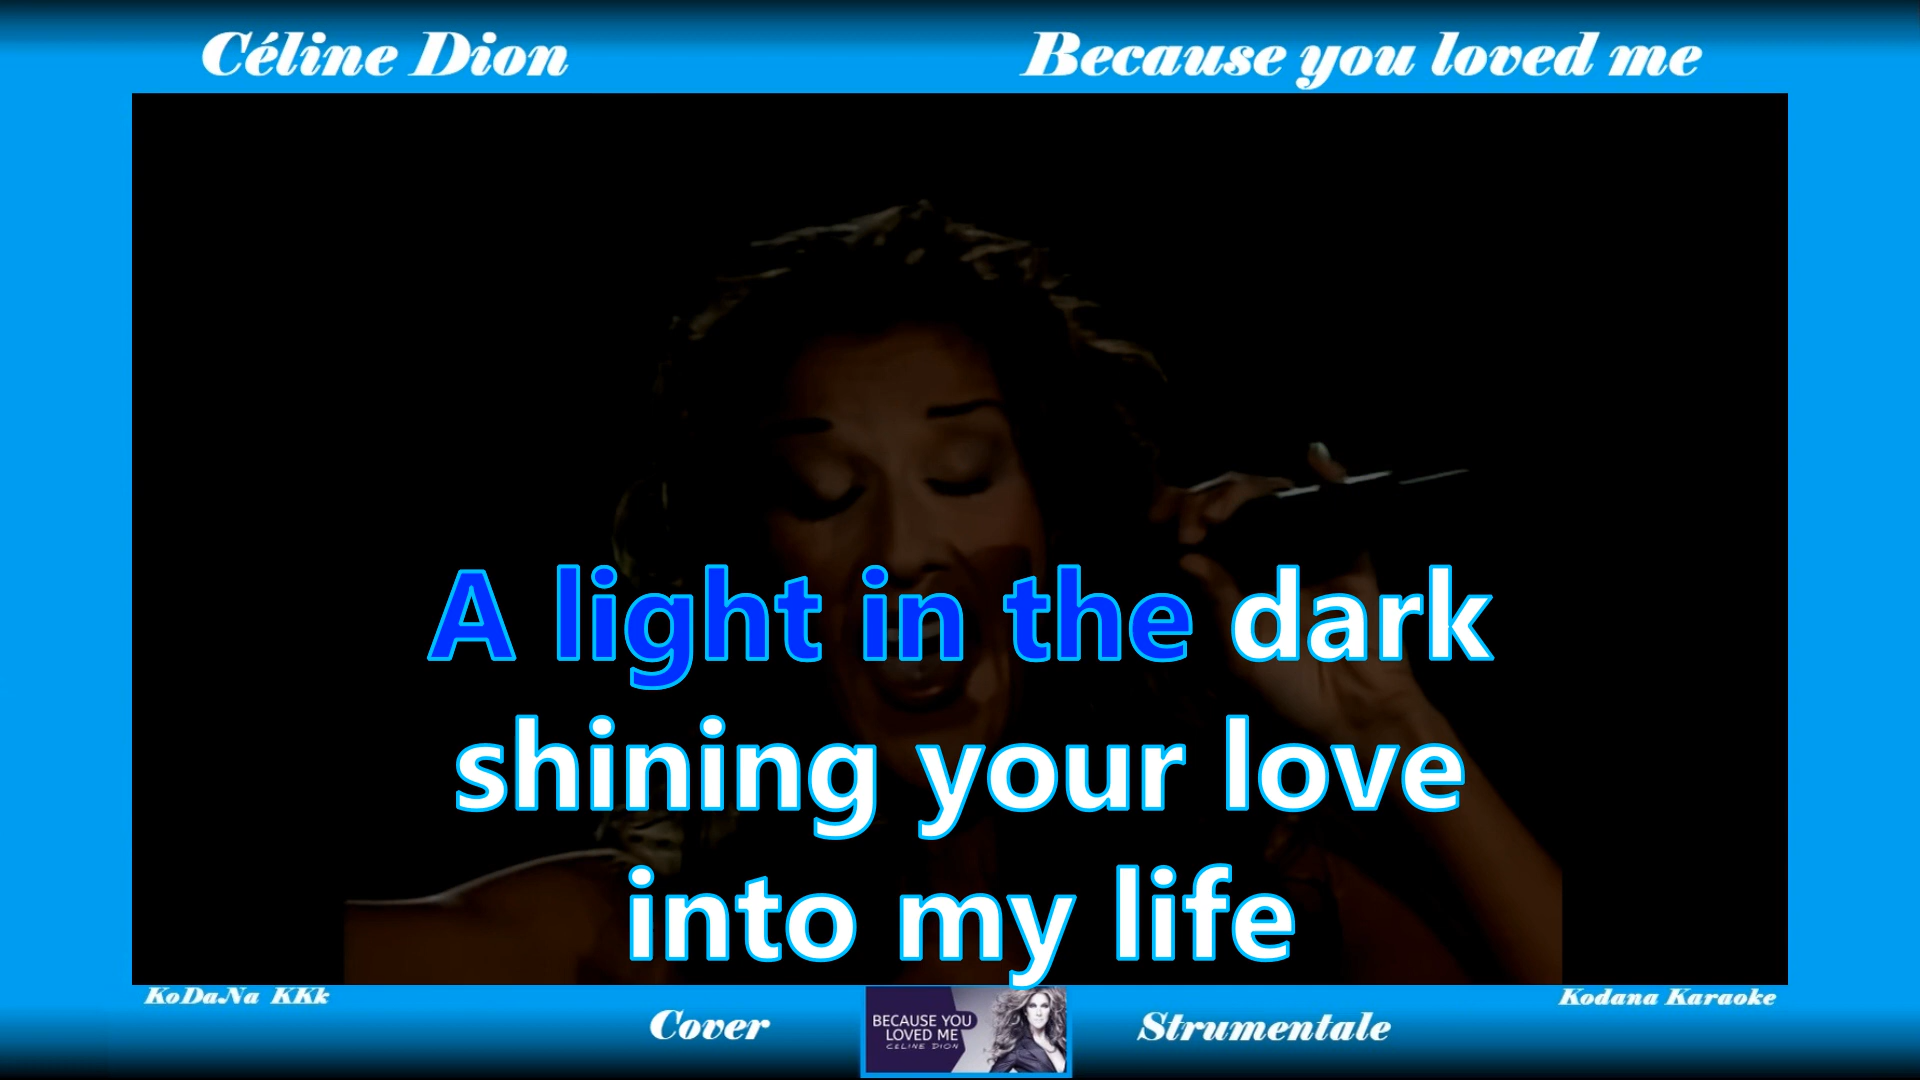 Céline Dion
Because you loved me
A light in the dark
shining your love
into my life
KoDaNa KKk
Kodana Karaoke
Cover
BECAUSE YOU
LOVED ME
CELINE DION
Strumentale